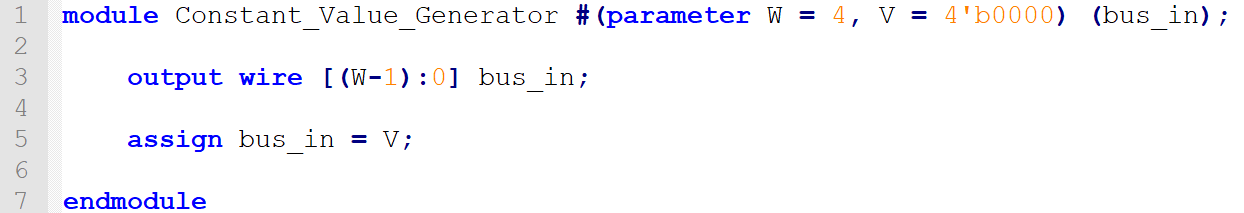 1 module Constant_Value_Generator #(parameter W = 4, V = 4'b0000) (bus_in);
2
3     output wire [(W-1):0] bus_in;
4
5     assign bus_in = V;
6
7 endmodule